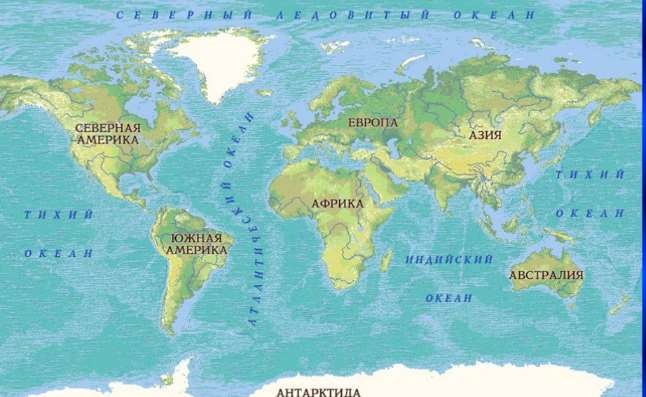 СЕВЕРНЫЙ ЛЕДОВИТЫЙ ОКЕАН
СЕВЕРНАЯ
АМЕРИКА
ЕВРОПА
АЗИЯ
АТЛАНТИЧЕСКИЙ ОКЕАН
ТИХИЙ
ОКЕАН
АФРИКА
ТИХИЙ
ОКЕАН
ЮЖНАЯ
АМЕРИКА
ИНДИЙСКИЙ
ОКЕАН
АВСТРАЛИЯ
АНТАРКТИДА